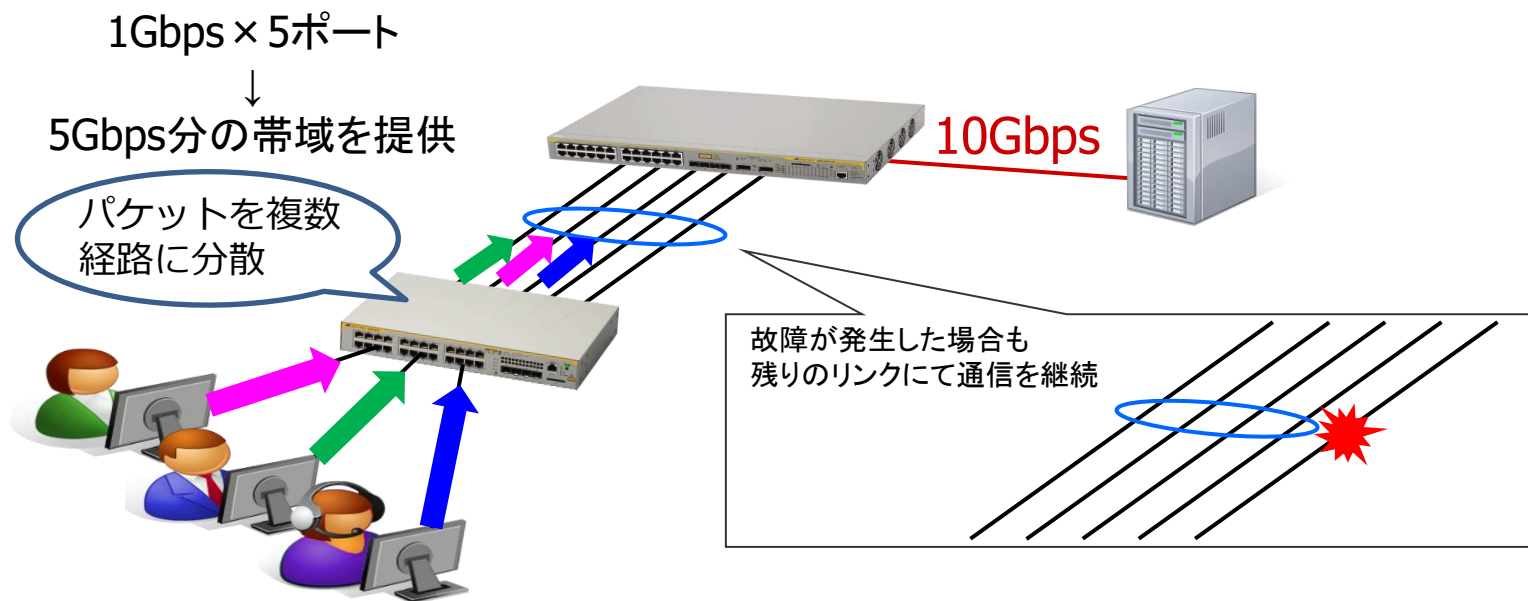 1Gbps×5ポート
↓
5Gbps分の帯域を提供
パケットを複数
経路に分散
10Gbps
故障が発生した場合も
残りのリンクにて通信を継続